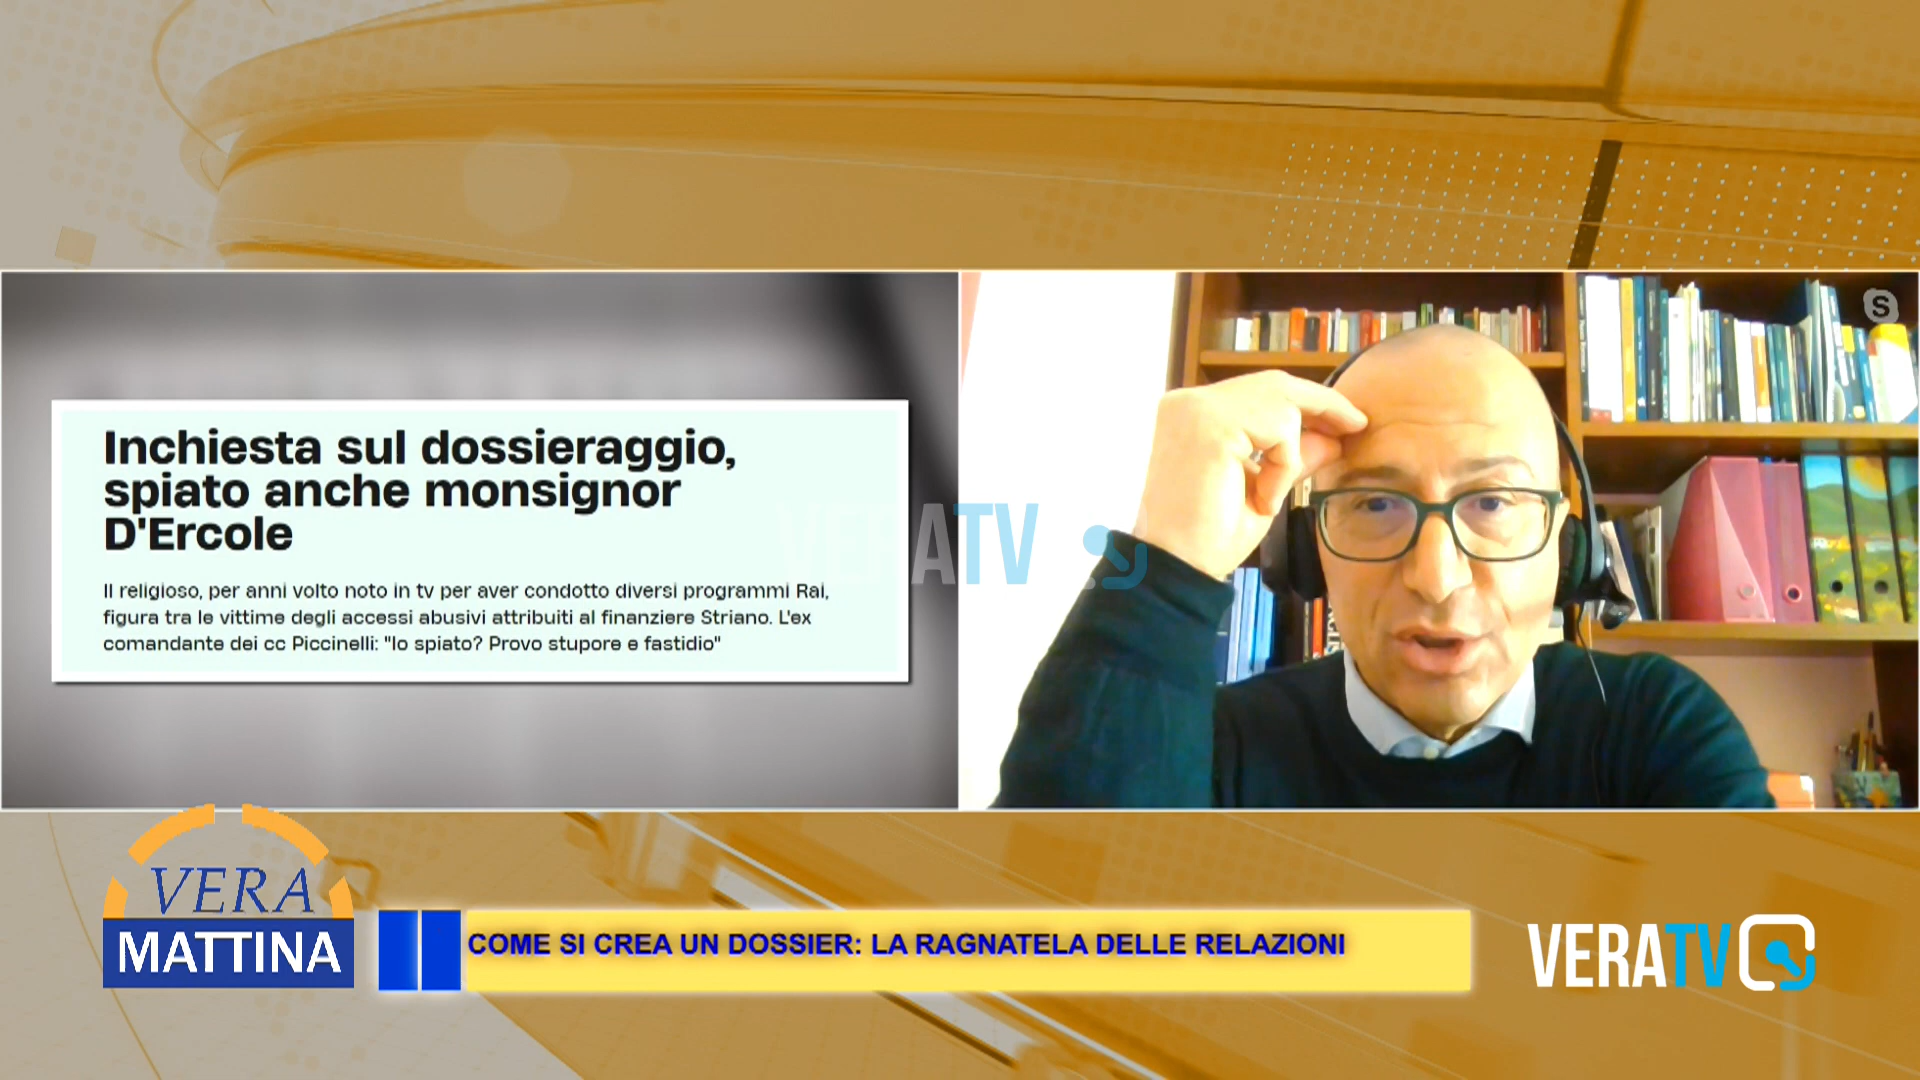 Inchiesta sul dossieraggio,
spiato anche monsignor
D'Ercole
Il religioso, per anni volto noto in tv per aver condotto diversi programmi Rai,
figura tra le vittime degli accessi abusivi attribuiti al finanziere Striano. L'ex
comandante dei cc Piccinelli: "Io spiato? Provo stupore e fastidio"
VERATV
S
VERA
MATTINA
COME SI CREA UN DOSSIER: LA RAGNATELA DELLE RELAZIONI
VERATV